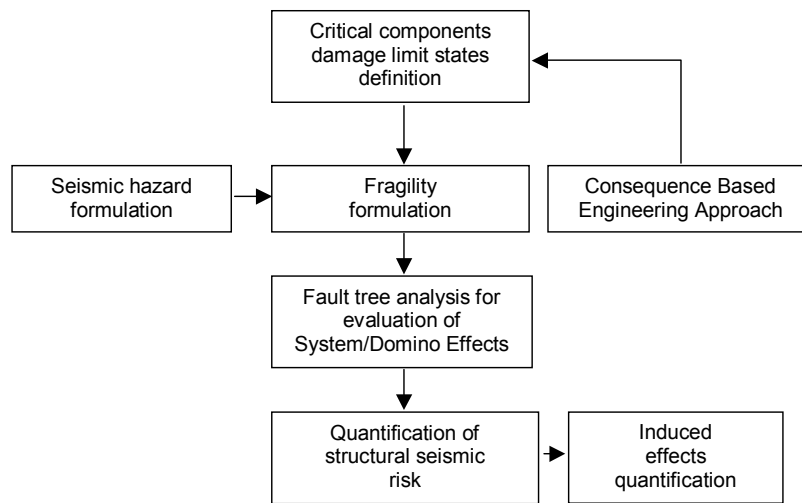 Critical components
damage limit states
definition
Seismic hazard
formulation
Fragility
formulation
Consequence Based
Engineering Approach
Fault tree analysis for
evaluation of
System/Domino Effects
Quantification of
structural seismic
risk
Induced
effects
quantification